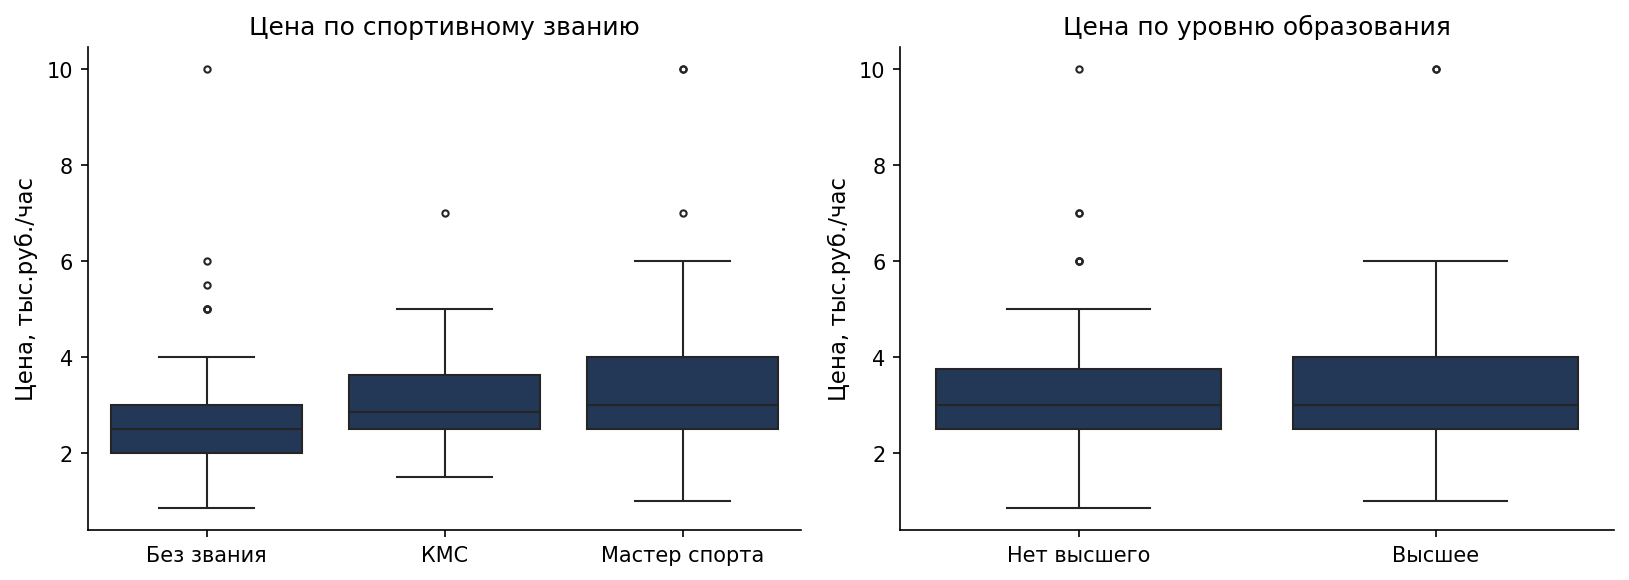 Цена по спортивному званию
Цена, тыс.руб./час
10
8
6
4
2
Без звания
КМС
Мастер спорта
Цена по уровню образования
Цена, тыс.руб./час
10
8
6
4
2
Нет высшего
Высшее